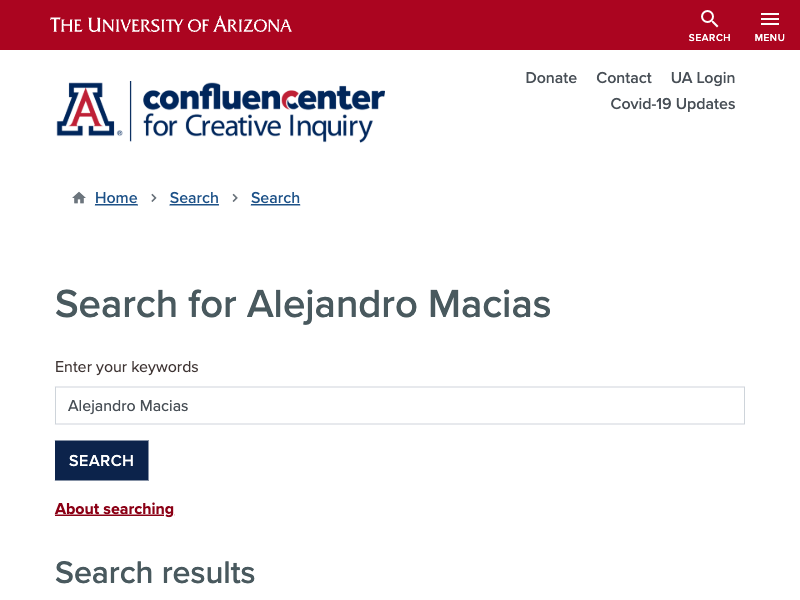 THE UNIVERSITY OF ARIZONA
SEARCH
MENU
Donate Contact UA Login
Covid-19 Updates
A
confluencenter
for Creative Inquiry
Home Search Search
Search for Alejandro Macias
Enter your keywords
Alejandro Macias
SEARCH
About searching
Search results